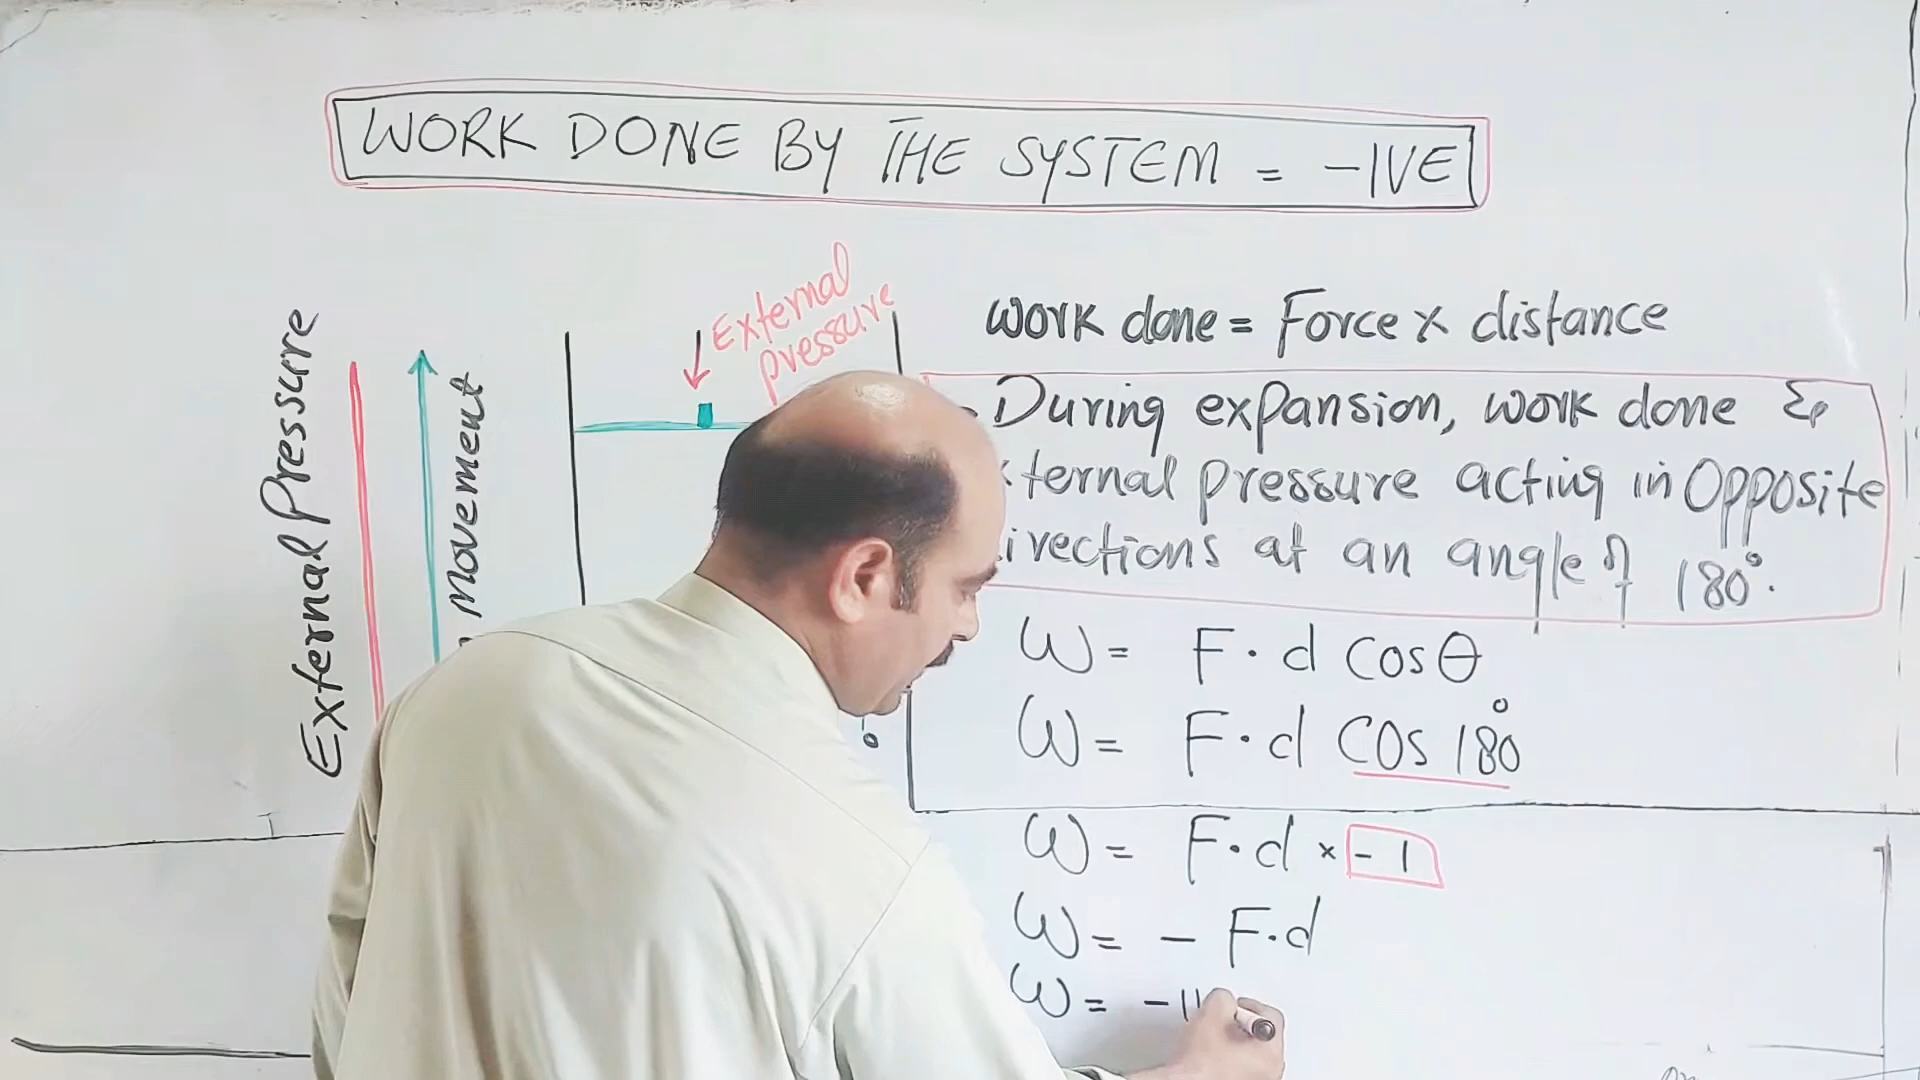 WORK DONE BY THE SYSTEM = -IVE
External
pressure
External Pressure
Movement
Work done = Force x distance
During expansion, work done &
ternal pressure acting in Opposite
irections at an angle of 180°.
W = F. d Cosθ
W = F. d Cos 180°
W = F. d x -1
W = - F.d
W = -